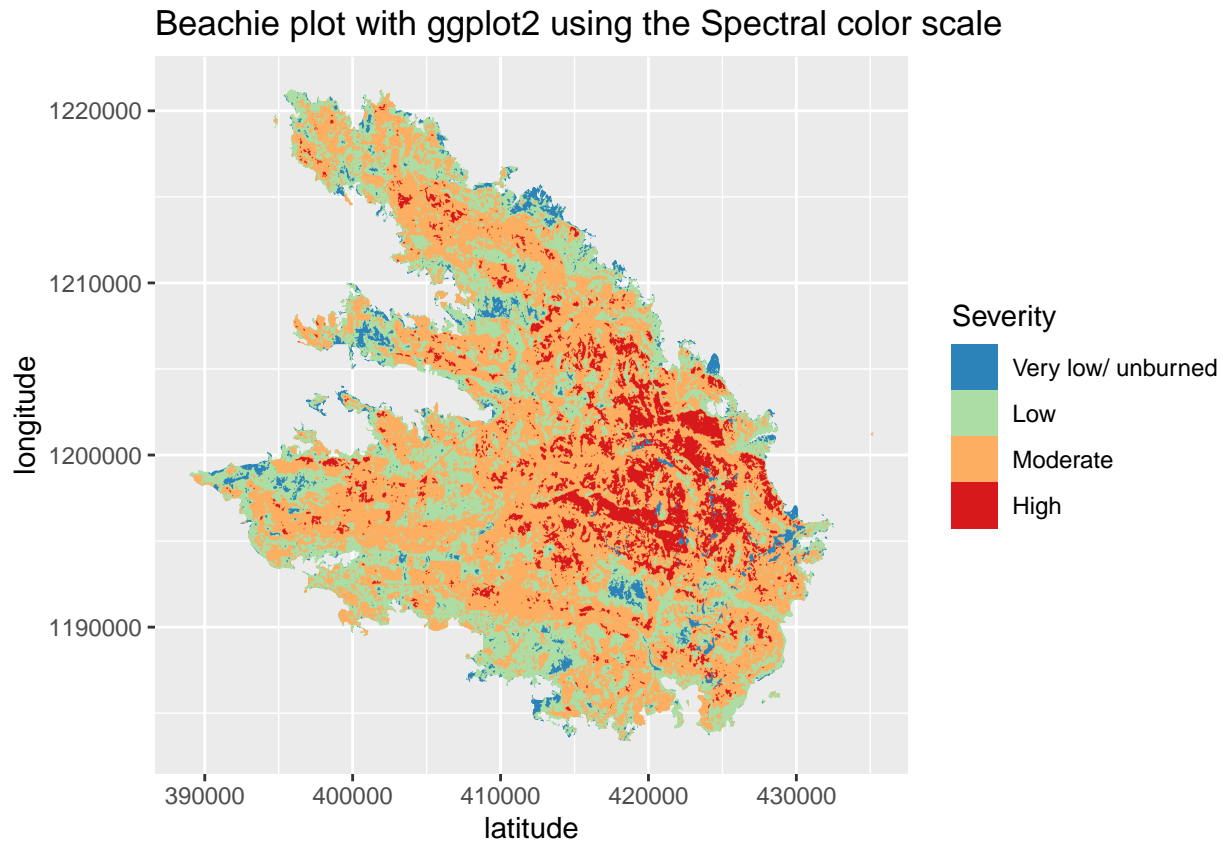 Beachie plot with ggplot2 using the Spectral color scale
1220000
1210000
1200000
1190000
longitude
390000 400000 410000 420000 430000
latitude
Severity
Very low/ unburned
Low
Moderate
High